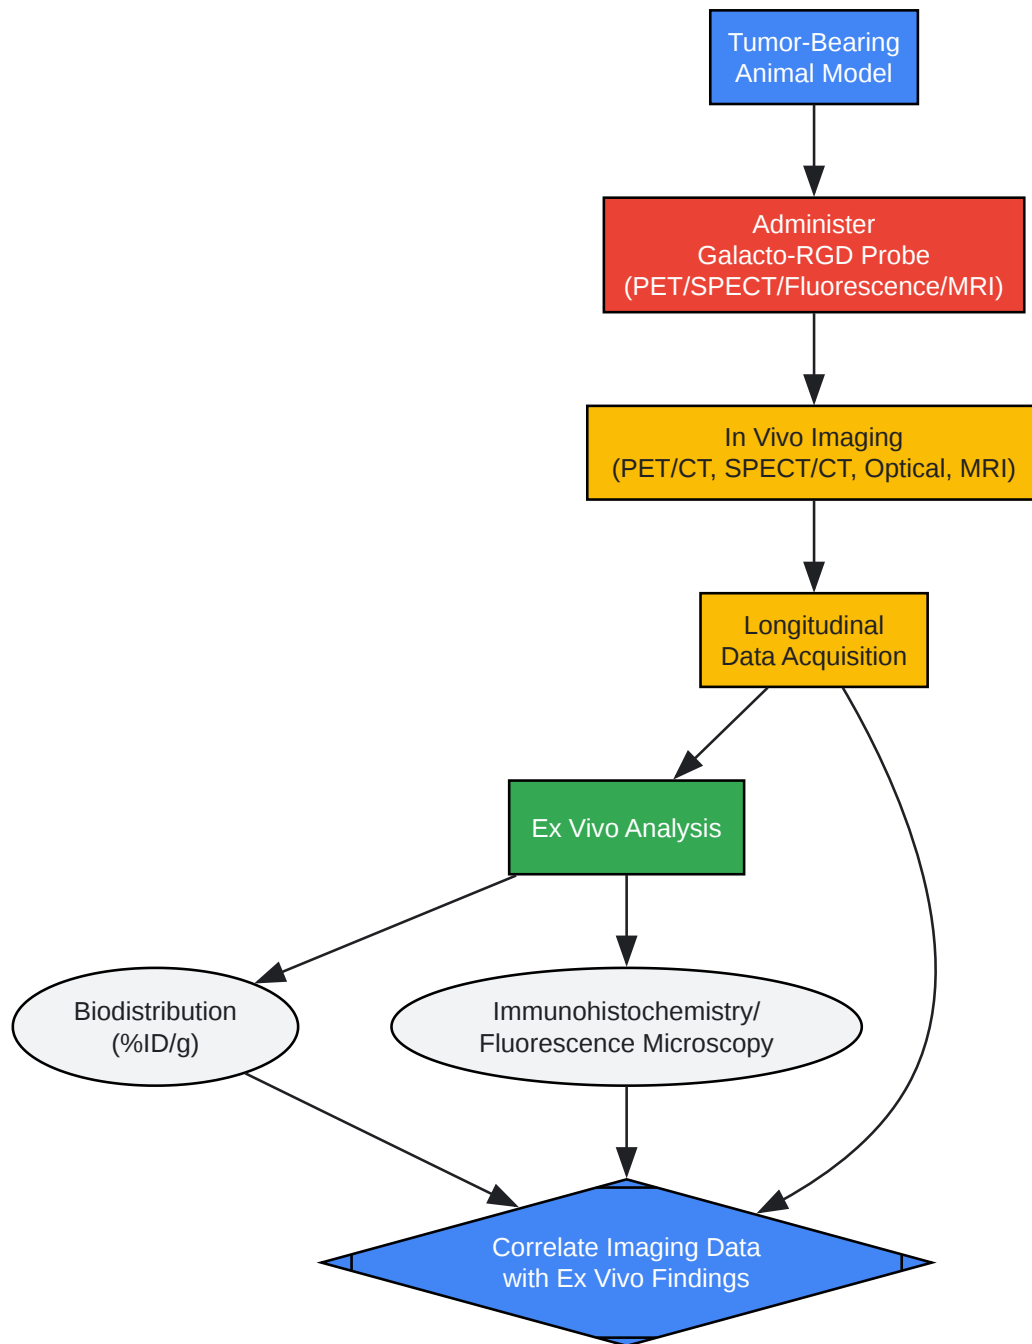 Tumor-Bearing
Animal Model
Administer
Galacto-RGD Probe
(PET/SPECT/Fluorescence/MRI)
In Vivo Imaging
(PET/CT, SPECT/CT, Optical, MRI)
Longitudinal
Data Acquisition
Ex Vivo Analysis
Biodistribution
(%ID/g)
Immunohistochemistry/
Fluorescence Microscopy
Correlate Imaging Data
with Ex Vivo Findings